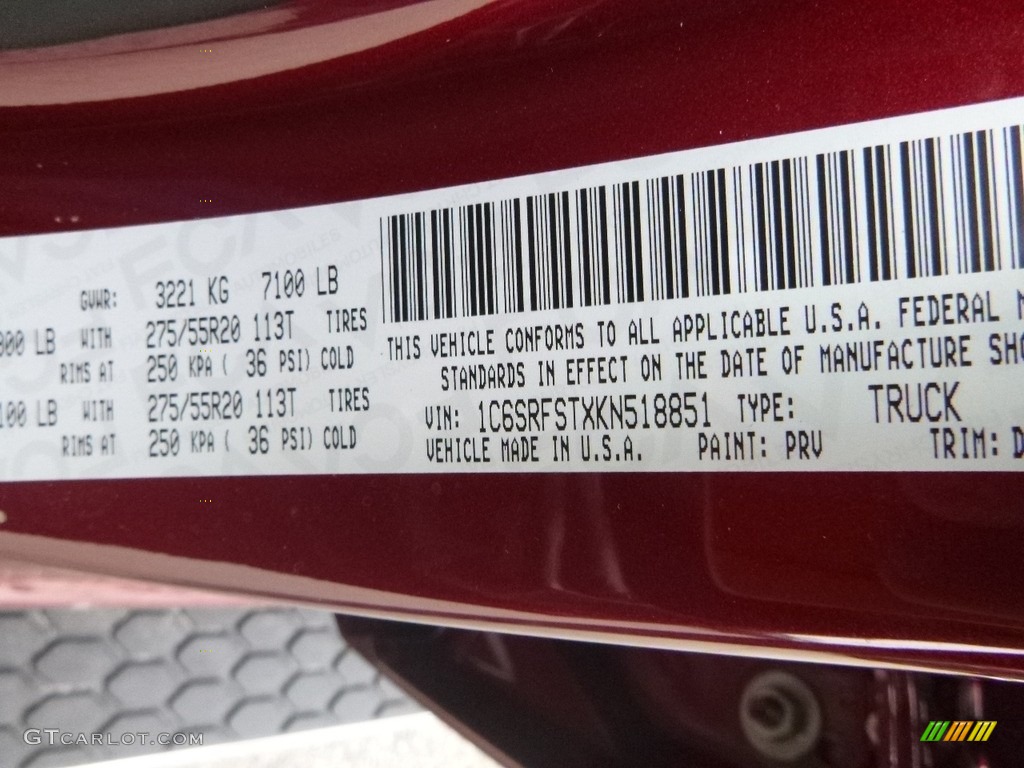 GVWR: 3221 KG 7100 LB
LB WITH 275/55R20 113T TIRES
RIMS AT 250 KPA ( 36 PSI) COLD
100 LB WITH 275/55R20 113T TIRES
RIMS AT 250 KPA ( 36 PSI) COLD
THIS VEHICLE CONFORMS TO ALL APPLICABLE U.S.A. FEDERAL M
STANDARDS IN EFFECT ON THE DATE OF MANUFACTURE SHO
VIN: 1C6SRFSTXKN518851 TYPE: TRUCK
VEHICLE MADE IN U.S.A. PAINT: PRV TRIM: D
GTCARLOT.COM